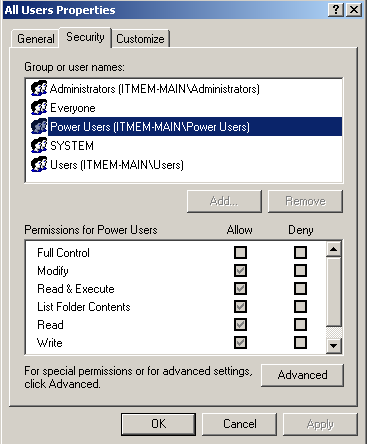 All Users Properties
General Security Customize
Group or user names:
Administrators (ITMEM-MAIN\Administrators)
Everyone
Power Users (ITMEM-MAIN\Power Users)
SYSTEM
Users (ITMEM-MAIN\Users)
Add... Remove
Permissions for Power Users Allow Deny
Full Control
Modify
Read & Execute
List Folder Contents
Read
Write
For special permissions or for advanced settings,
click Advanced. Advanced
OK Cancel Apply